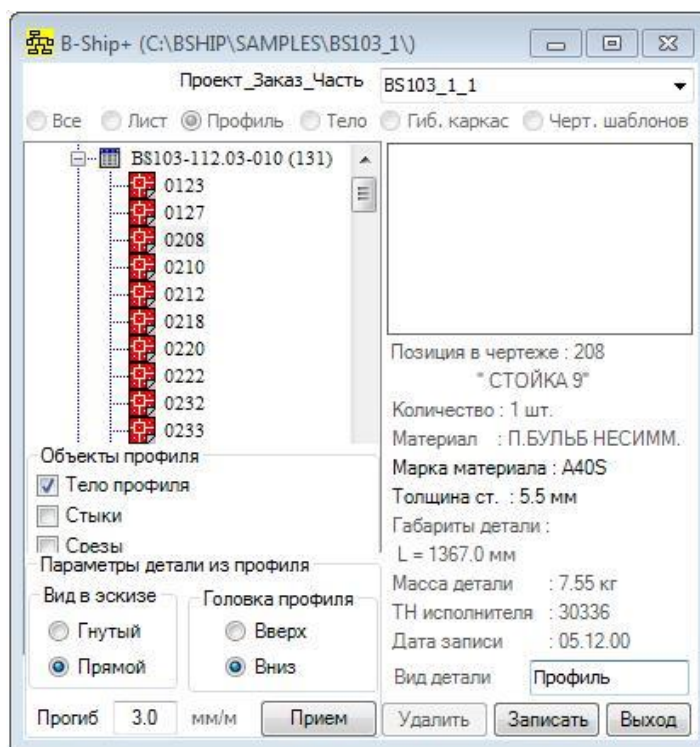 B-Ship+ (C:\BSHIP\SAMPLES\BS103_1\)
Проект_Заказ_Часть BS103_1_1
Все Лист Профиль Тело Гиб. каркас Черт. шаблонов
BS103-112.03-010 (131)
0123
0127
0208
0210
0212
0218
0220
0222
0232
0233
Объекты профиля
Тело профиля
Стыки
Срезы
Параметры детали из профиля
Вид в эскизе
Гнутый
Прямой
Головка профиля
Вверх
Вниз
Прогиб 3.0 мм/м Прием
Позиция в чертеже : 208
" СТОЙКА 9"
Количество : 1 шт.
Материал : П.БУЛЬБ НЕСИММ.
Марка материала : A40S
Толщина ст. : 5.5 мм
Габариты детали :
L = 1367.0 мм
Масса детали : 7.55 кг
ТН исполнителя : 30336
Дата записи : 05.12.00
Вид детали Профиль
Удалить Записать Выход